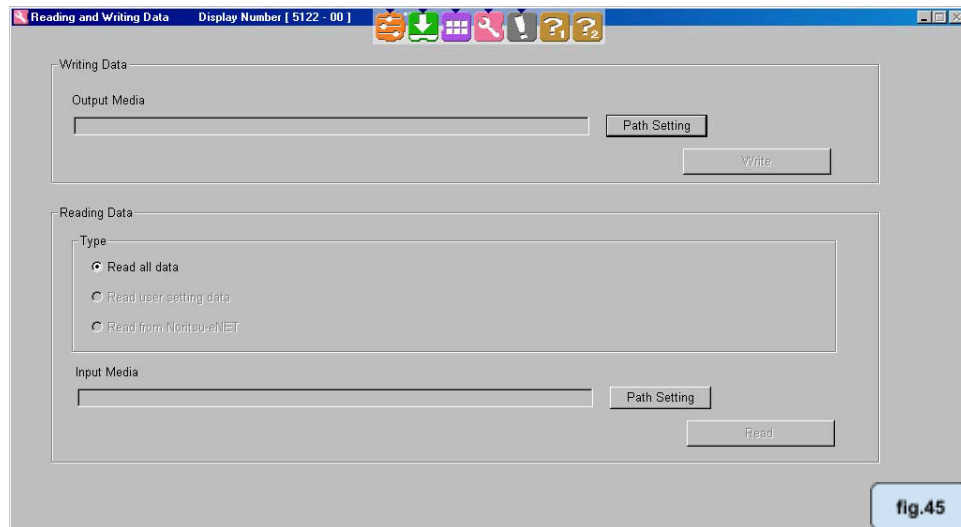 Reading and Writing Data Display Number [ 5122 - 00 ]
Writing Data
Output Media
Path Setting
Write
Reading Data
Type
Read all data
Read user setting data
Read from Noritsu-eNET
Input Media
Path Setting
Read
fig.45